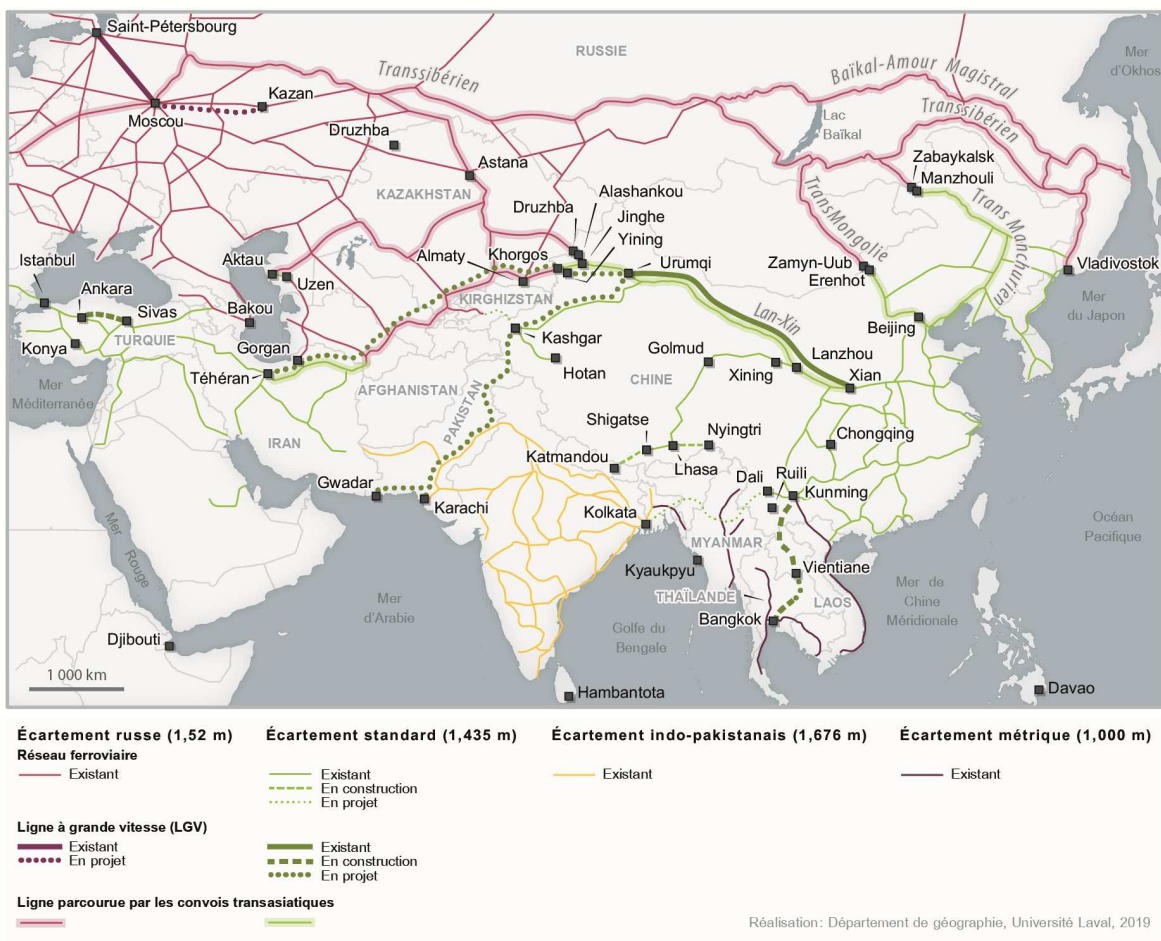 Saint-Pétersbourg
RUSSIE
Mer
d'Okhos
Transsibérien
Baïkal-Amour Magistral
Kazan
Moscou
Transsibérien
Lac
Baïkal
Druzhba
Astana
Zabaykalsk
Manzhouli
KAZAKHSTAN
Alashankou
Druzhba
Jinghe
Yining
TransMongolie
Trans Manchurien
Istanbul
Aktau
Almaty
Khorgos
Urumqi
Zamyn-Uub
Erenhot
Vladivostok
Uzen
Ankara
KIRGHIZSTAN
Mer
du Japon
Bakou
Sivas
Lan-Xin
Beijing
Konya
TURQUIE
Gorgan
Kashgar
Golmud
Lanzhou
Téhéran
Hotan
CHINE
Xining
Xian
Mer
Méditerranée
AFGHANISTAN
PAKISTAN
Shigatse
Nyingtri
Chongqing
IRAN
Katmandou
Lhasa
Dali
Ruili
Gwadar
Kunming
Karachi
Kolkata
Océan
Pacifique
MYANMAR
Mer Rouge
Kyaukpyu
Vientiane
Mer
d'Arabie
THAÏLANDE
LAOS
Mer de
Chine
Méridionale
Bangkok
Golfe du
Bengale
Djibouti
1 000 km
Hambantota
Davao
Écartement russe (1,52 m)
Écartement standard (1,435 m)
Écartement indo-pakistanais (1,676 m)
Écartement métrique (1,000 m)
Réseau ferroviaire
Existant
Existant
Existant
Existant
En construction
En projet
Ligne à grande vitesse (LGV)
Existant
Existant
En projet
En construction
En projet
Ligne parcourue par les convois transasiatiques
Réalisation: Département de géographie, Université Laval, 2019